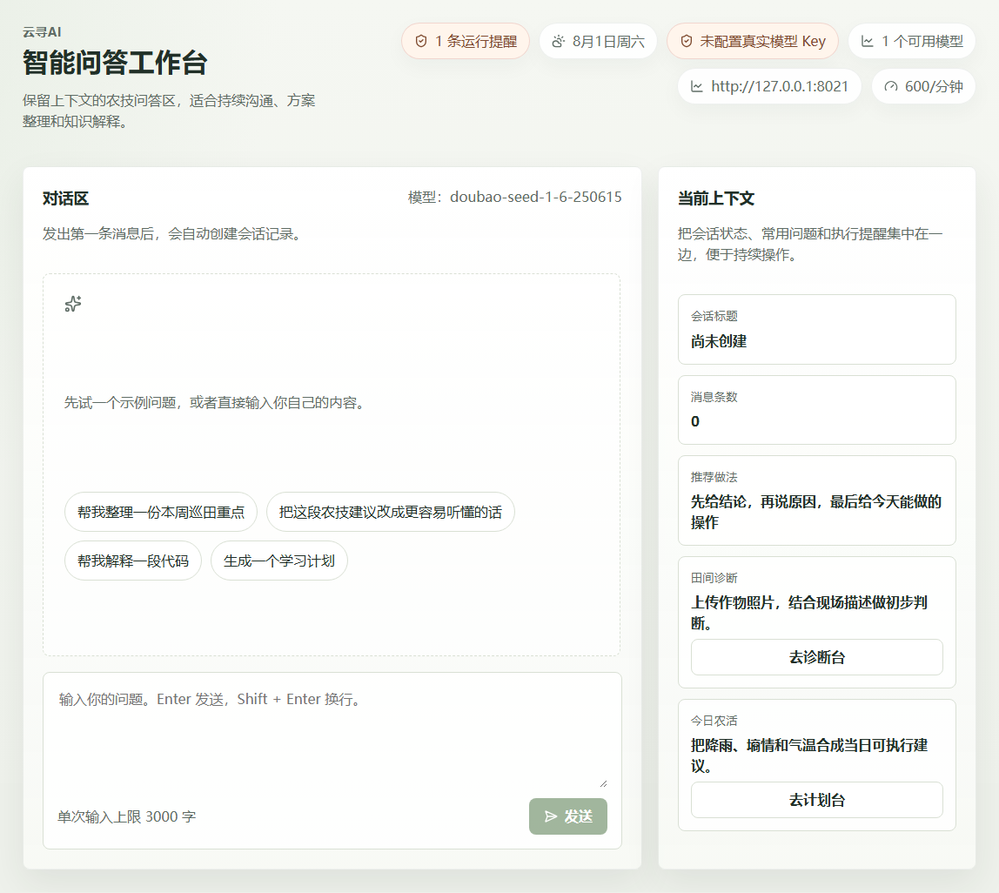 云寻AI
智能问答工作台
保留上下文的农技问答区，适合持续沟通、方案
整理和知识解释。
1 条运行提醒
8月1日周六
未配置真实模型 Key
1 个可用模型
http://127.0.0.1:8021
600/分钟
对话区
模型：doubao-seed-1-6-250615
发出第一条消息后，会自动创建会话记录。
先试一个示例问题，或者直接输入你自己的内容。
帮我整理一份本周巡田重点
把这段农技建议改成更容易听懂的话
帮我解释一段代码
生成一个学习计划
输入你的问题。Enter 发送，Shift + Enter 换行。
单次输入上限 3000 字
发送
当前上下文
把会话状态、常用问题和执行提醒集中在一
边，便于持续操作。
会话标题
尚未创建
消息条数
0
推荐做法
先给结论，再说原因，最后给今天能做的
操作
田间诊断
上传作物照片，结合现场描述做初步判
断。
去诊断台
今日农活
把降雨、墒情和气温合成当日可执行建
议。
去计划台